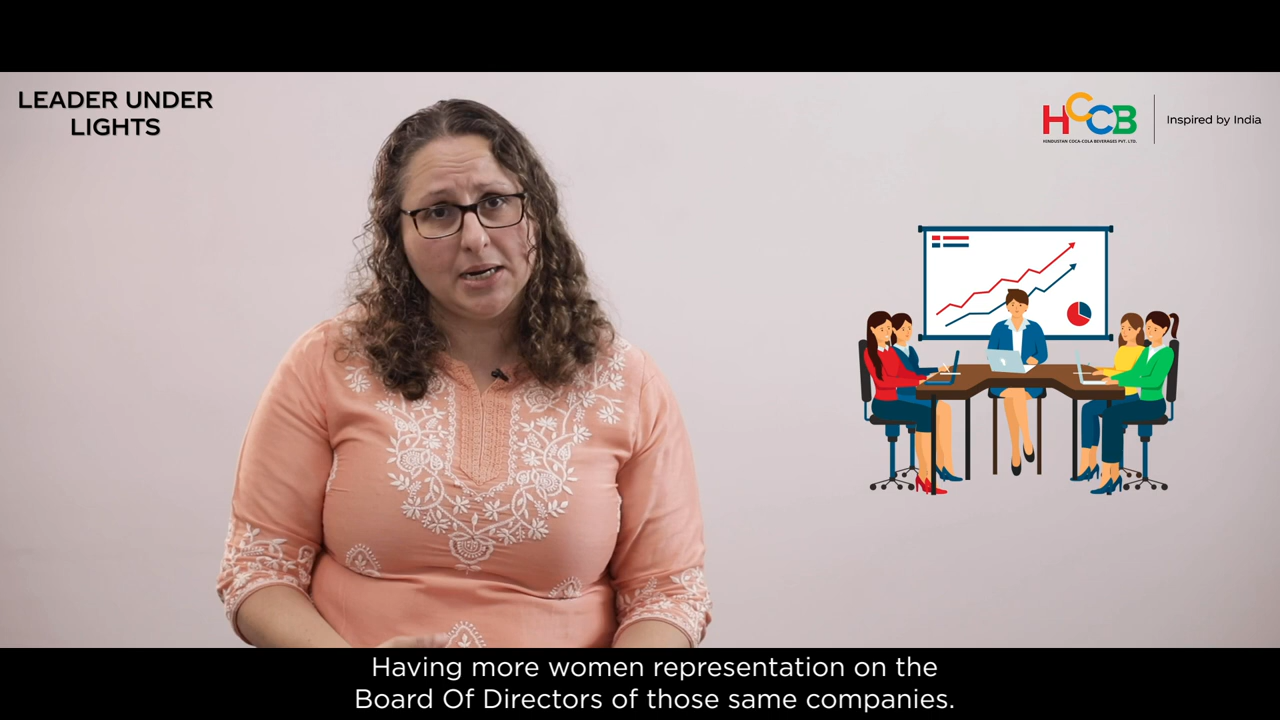 LEADER UNDER
LIGHTS
HCCB
HINDUSTAN COCA-COLA BEVERAGES PVT. LTD.
Inspired by India
Having more women representation on the
Board Of Directors of those same companies.